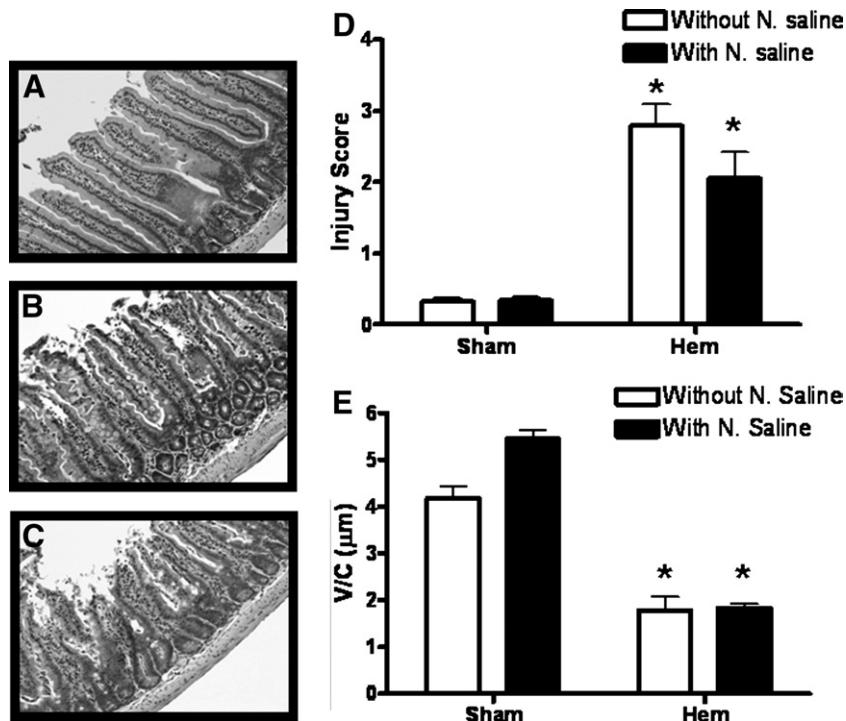 A
B
C
D
Without N. saline
With N. saline
Injury Score
4
3
2
1
0
*
*
Sham
Hem
E
Without N. Saline
With N. Saline
V/C (μm)
6
5
4
3
2
1
0
*
*
Sham
Hem